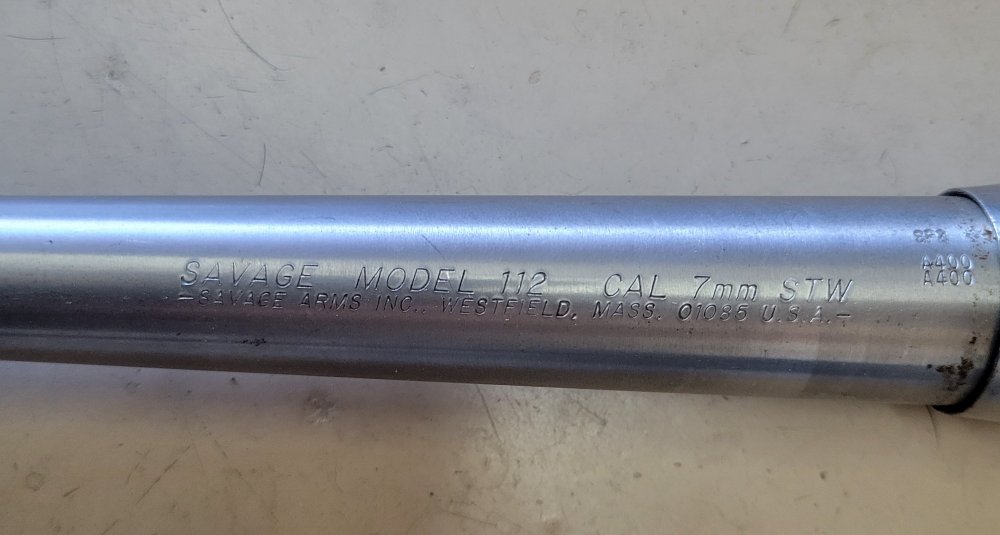 SAVAGE MODEL 112 CAL 7mm STW
—SAVAGE ARMS INC., WESTFIELD, MASS. 01085 U.S.A.—
A400
A400